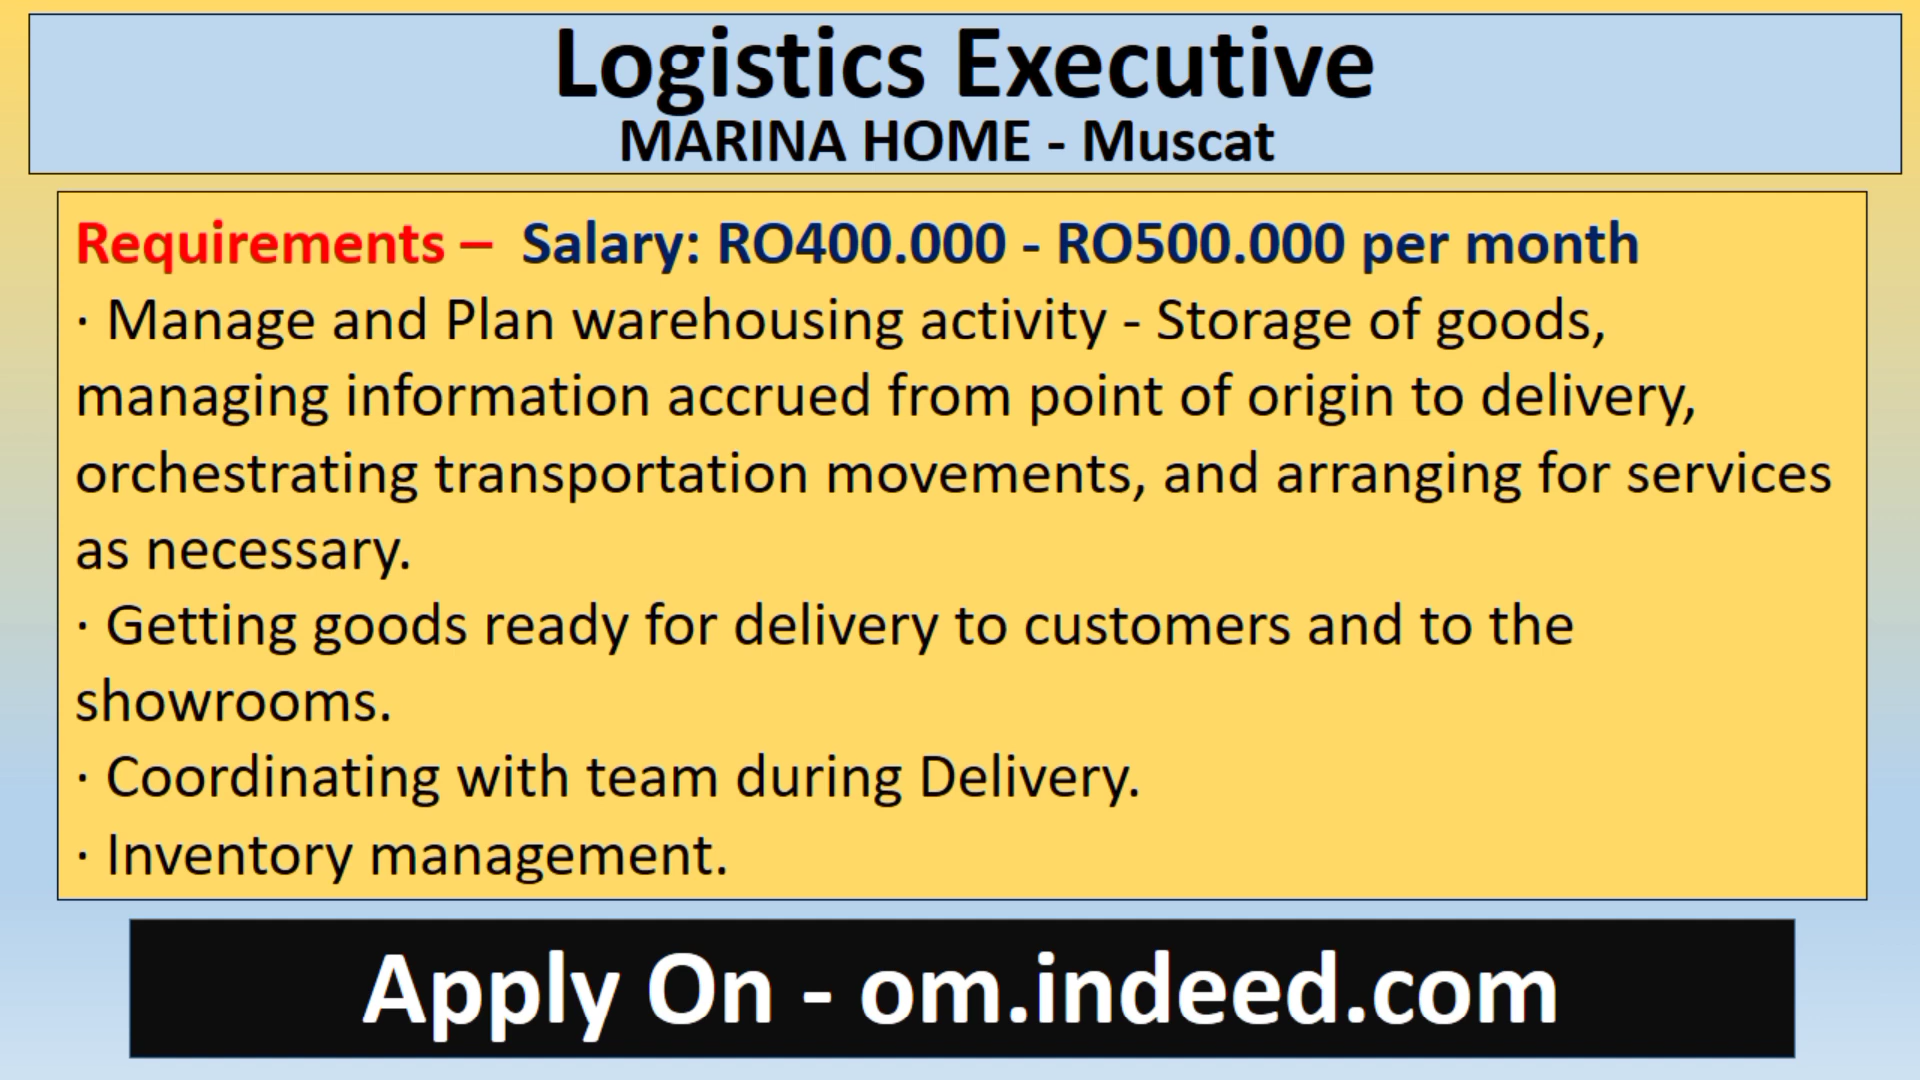 Logistics Executive
MARINA HOME - Muscat
Requirements – Salary: RO400.000 - RO500.000 per month
· Manage and Plan warehousing activity - Storage of goods,
managing information accrued from point of origin to delivery,
orchestrating transportation movements, and arranging for services
as necessary.
· Getting goods ready for delivery to customers and to the
showrooms.
· Coordinating with team during Delivery.
· Inventory management.
Apply On - om.indeed.com